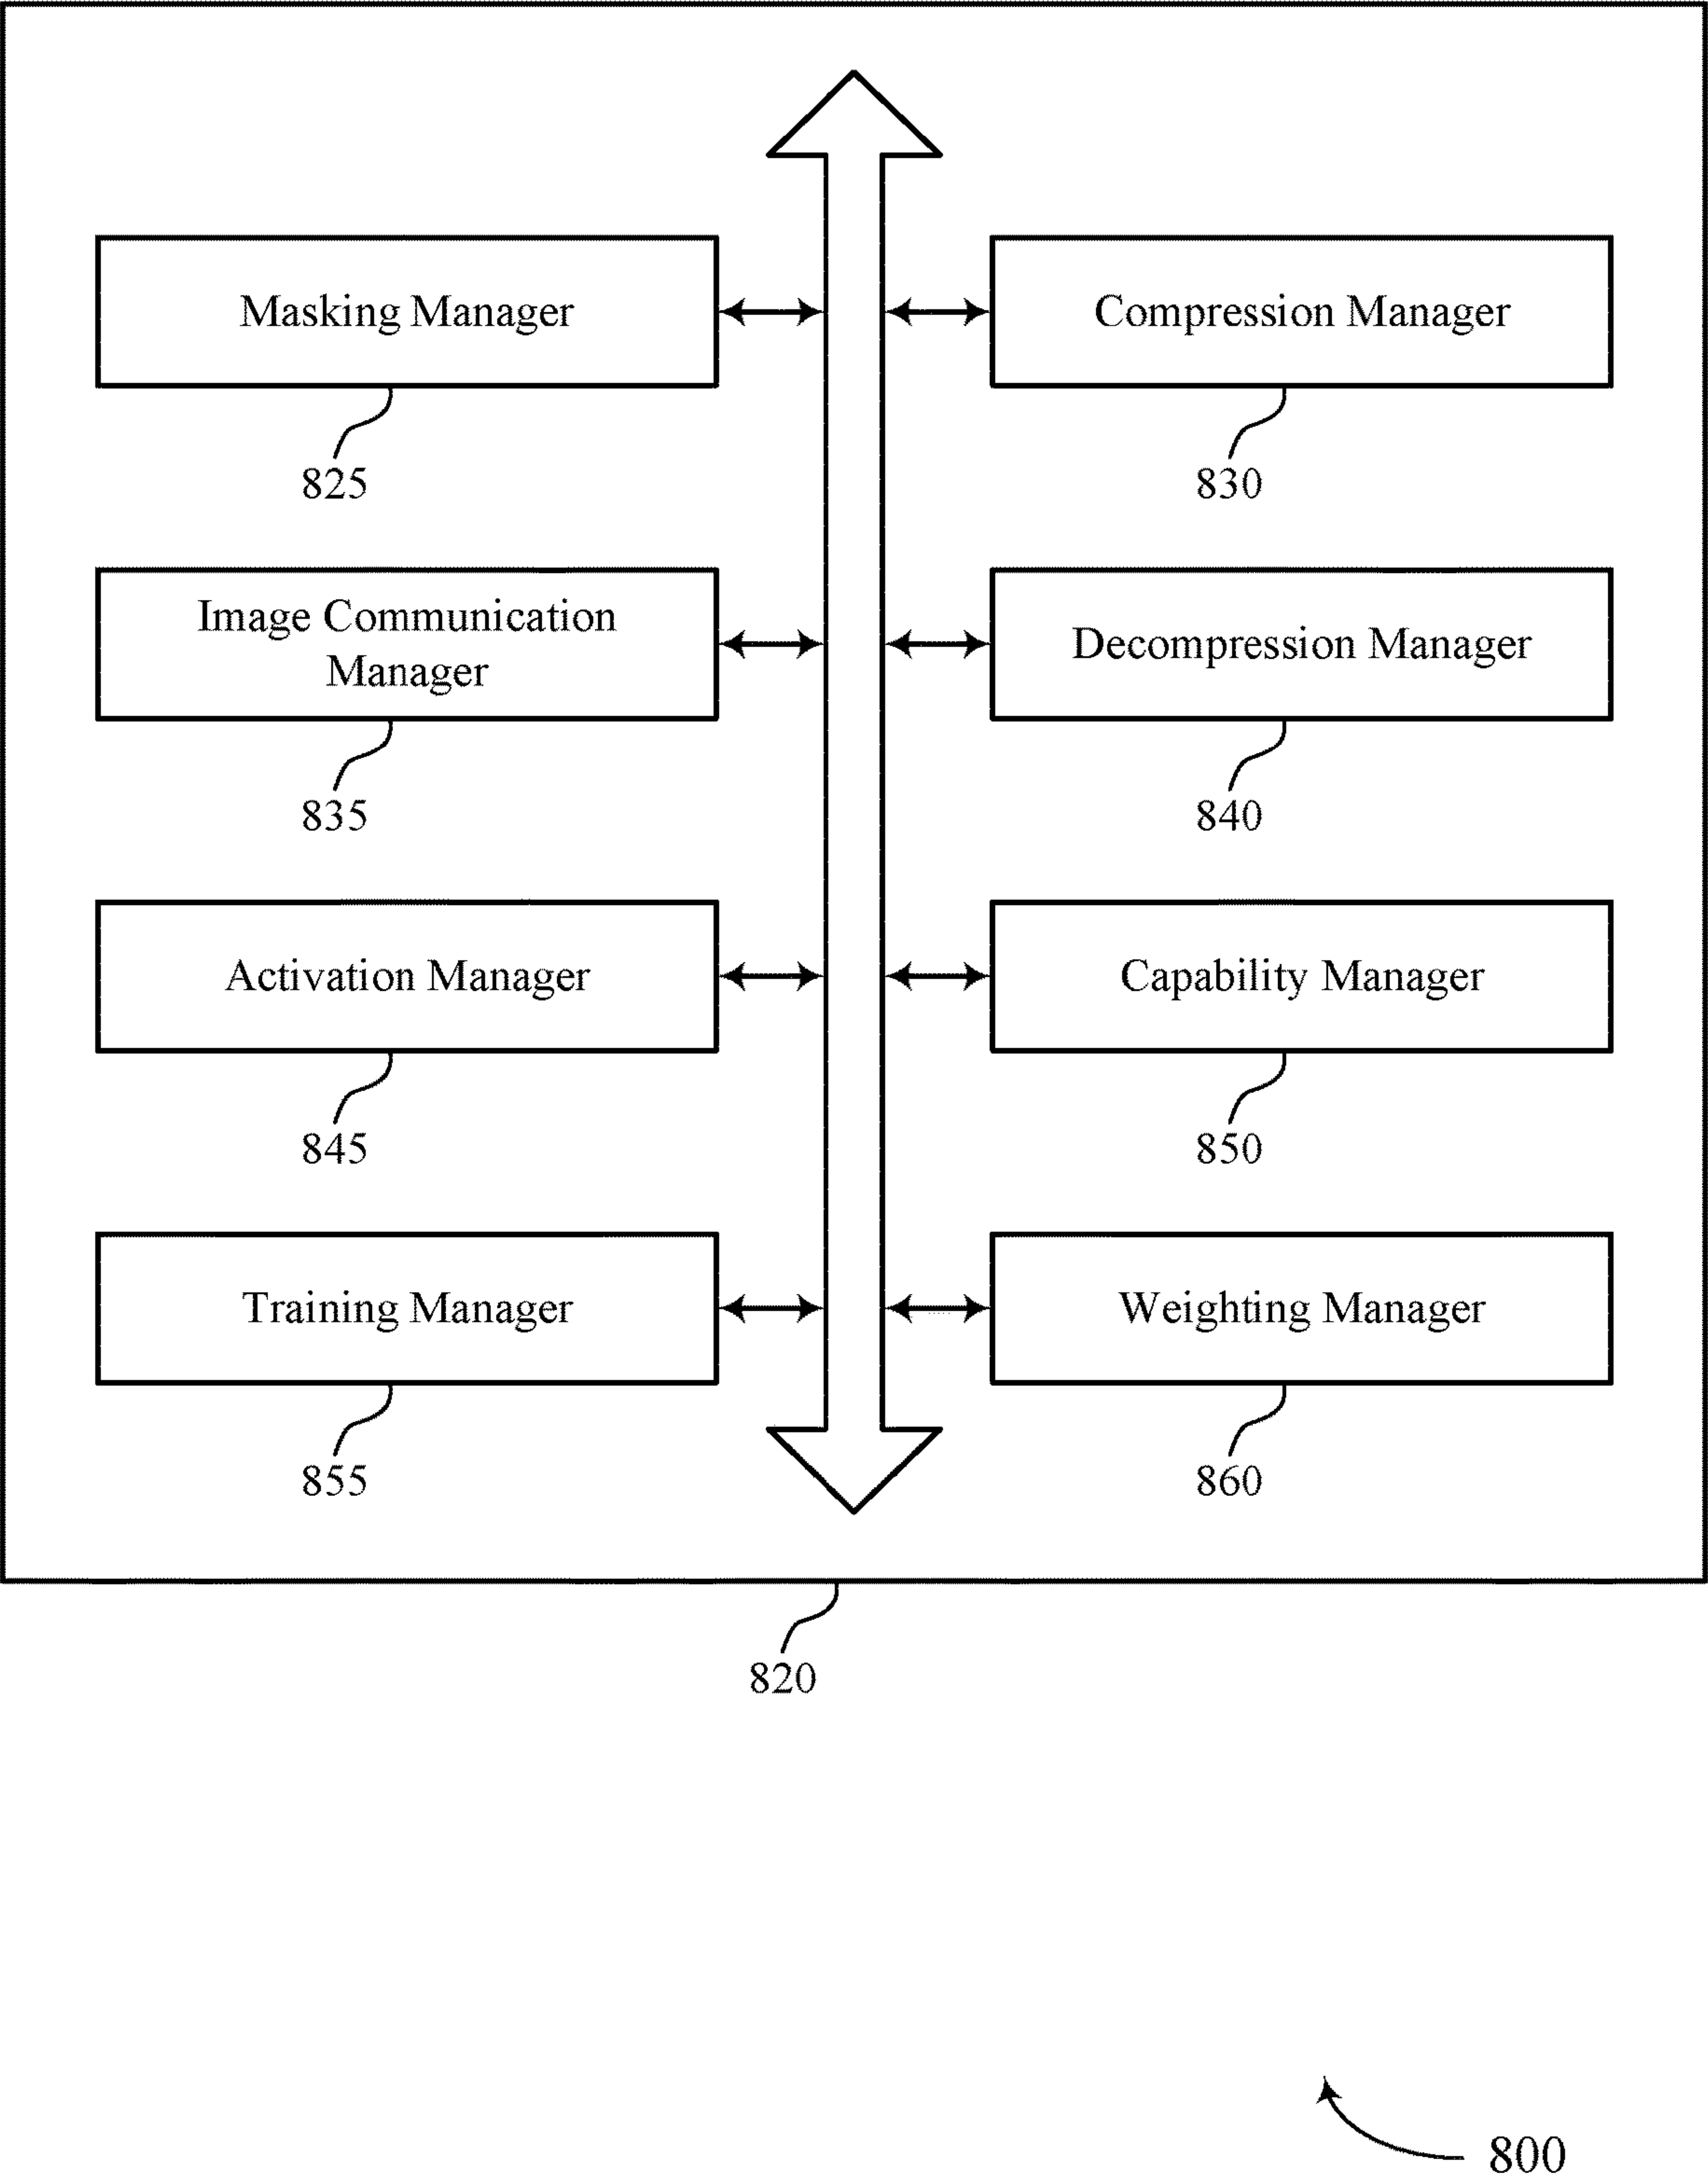 Masking Manager
Compression Manager
825
830
Image Communication
Manager
Decompression Manager
835
840
Activation Manager
Capability Manager
845
850
Training Manager
Weighting Manager
855
860
820
800